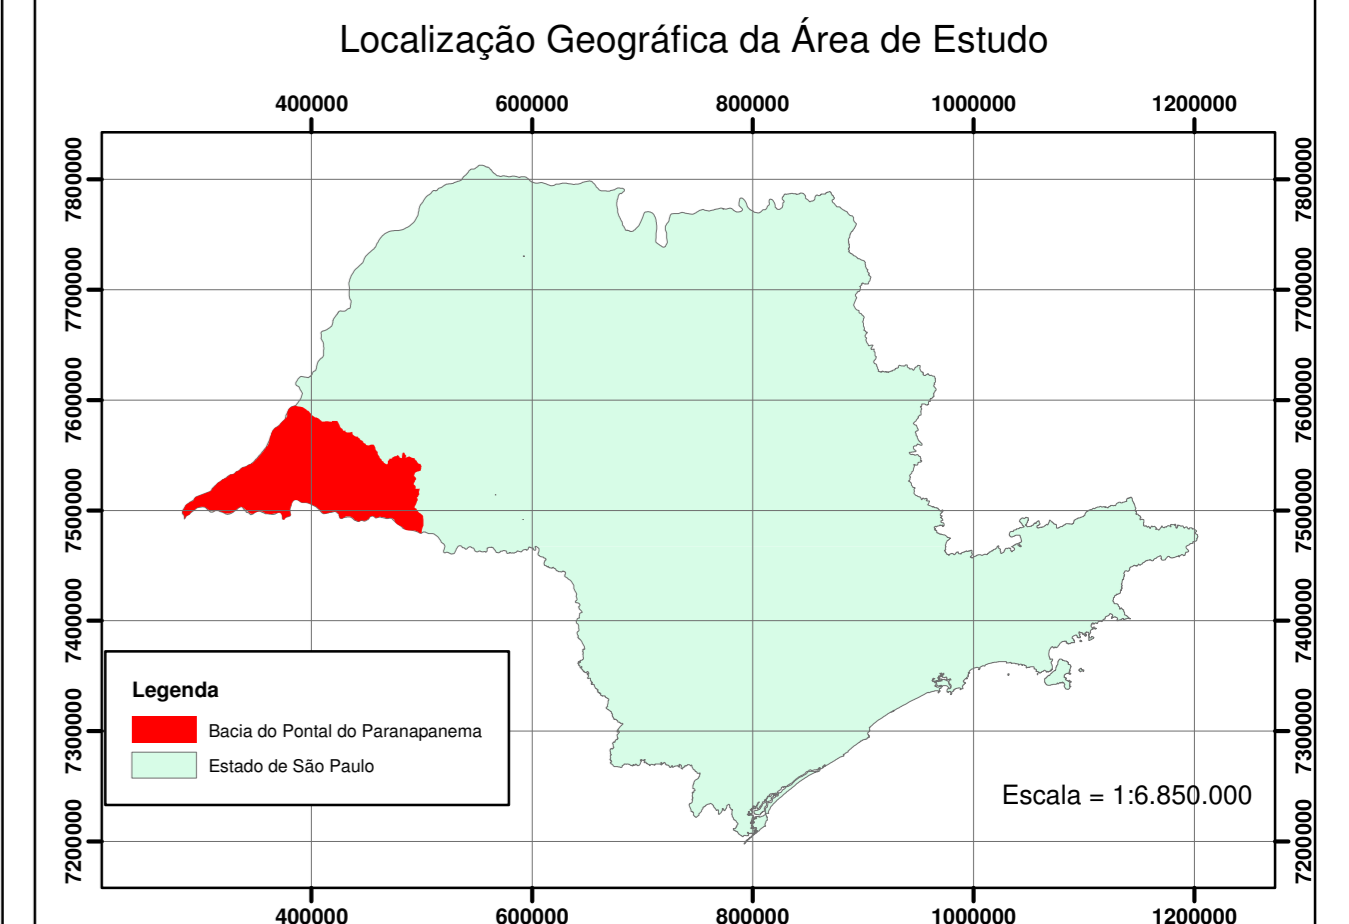 Localização Geográfica da Área de Estudo
400000 600000 800000 1000000 1200000
7800000 7800000
7700000 7700000
7600000 7600000
7500000 7500000
7400000 7400000
7300000 7300000
7200000 7200000
Legenda
Bacia do Pontal do Paranapanema
Estado de São Paulo
Escala = 1:6.850.000
400000 600000 800000 1000000 1200000